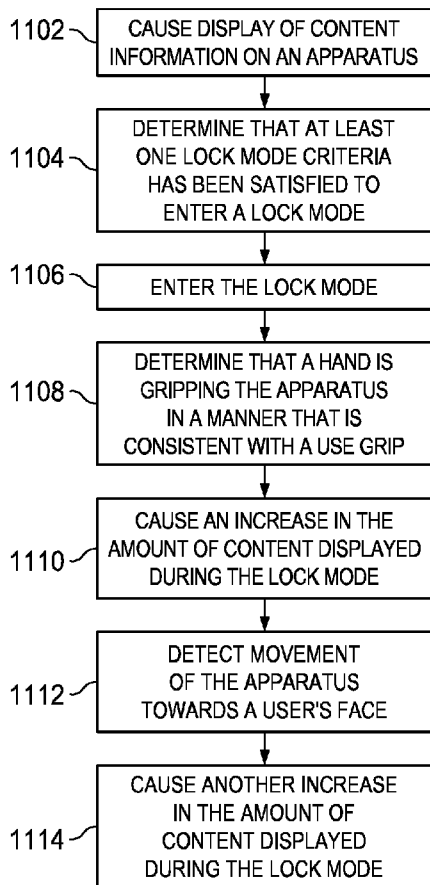 1102
CAUSE DISPLAY OF CONTENT
INFORMATION ON AN APPARATUS
1104
DETERMINE THAT AT LEAST
ONE LOCK MODE CRITERIA
HAS BEEN SATISFIED TO
ENTER A LOCK MODE
1106
ENTER THE LOCK MODE
1108
DETERMINE THAT A HAND IS
GRIPPING THE APPARATUS
IN A MANNER THAT IS
CONSISTENT WITH A USE GRIP
1110
CAUSE AN INCREASE IN THE
AMOUNT OF CONTENT DISPLAYED
DURING THE LOCK MODE
1112
DETECT MOVEMENT
OF THE APPARATUS
TOWARDS A USER'S FACE
1114
CAUSE ANOTHER INCREASE
IN THE AMOUNT OF
CONTENT DISPLAYED
DURING THE LOCK MODE